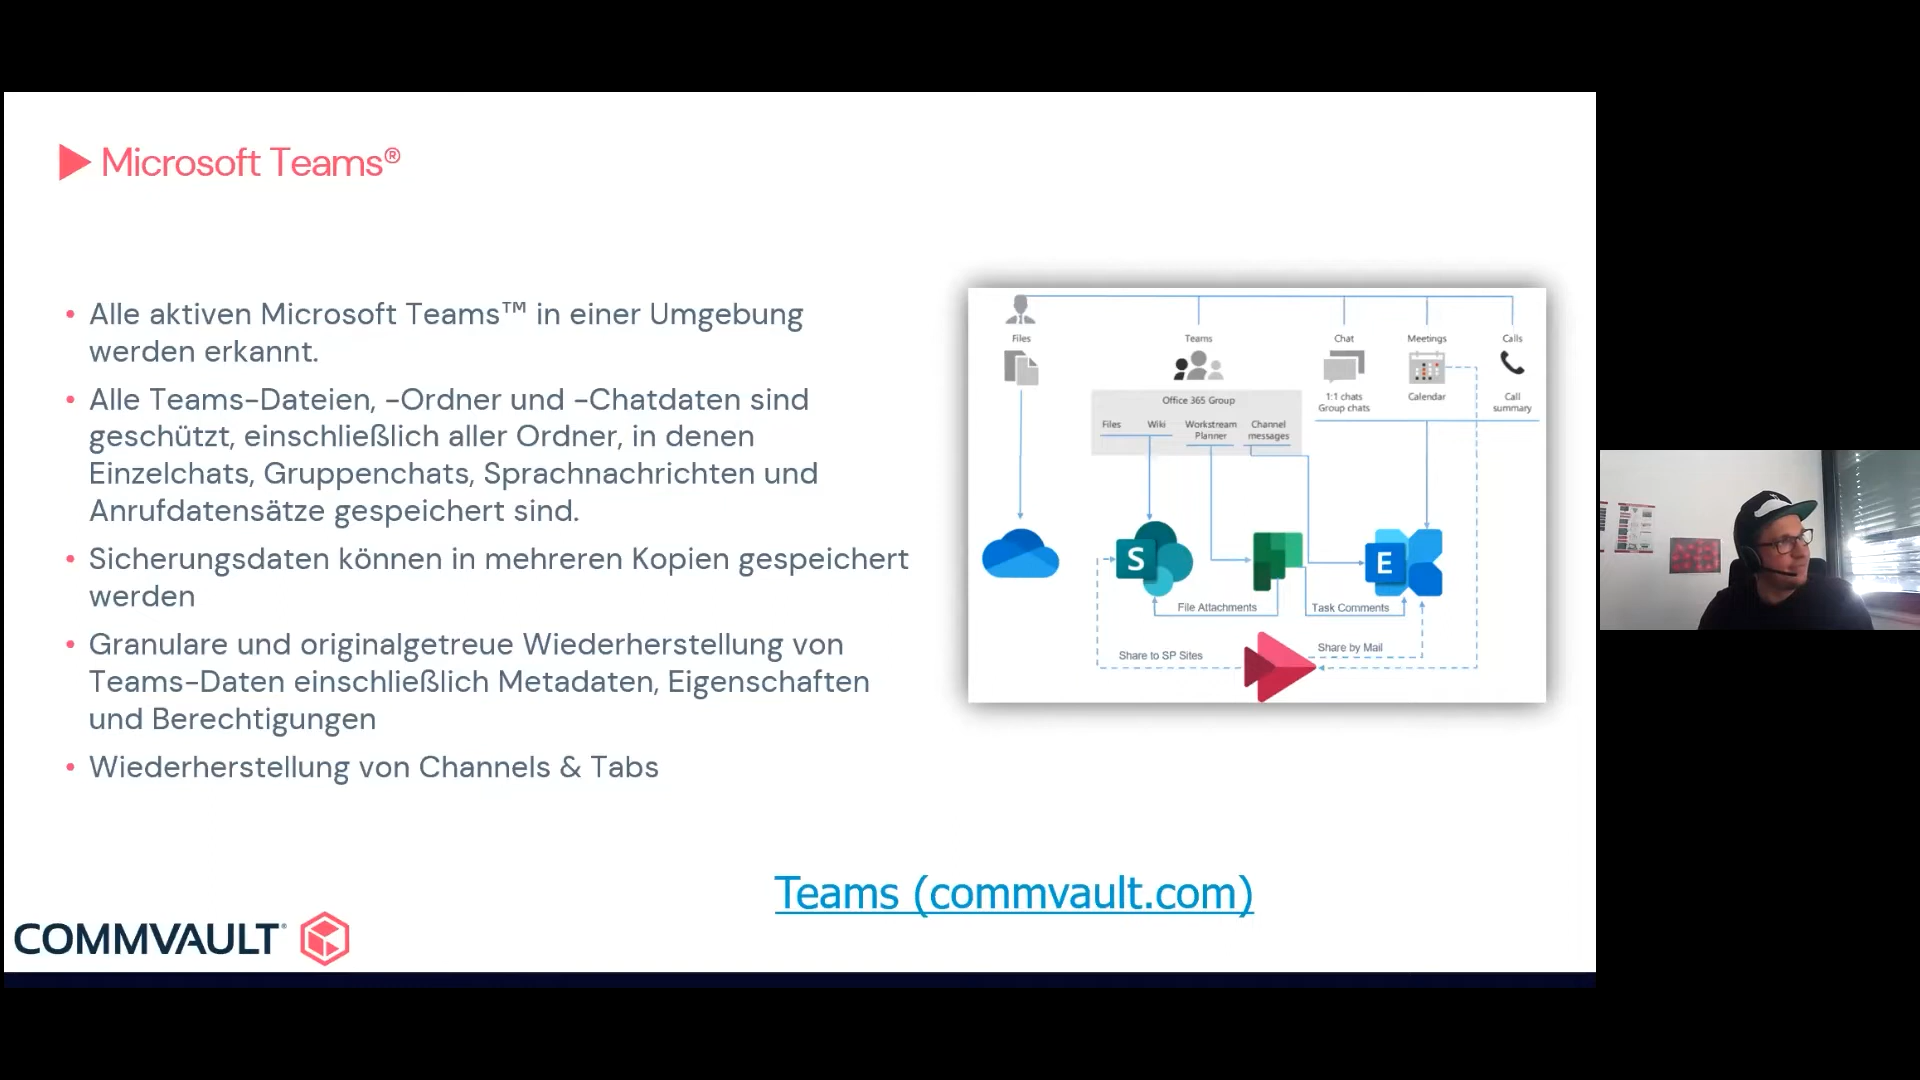 Microsoft Teams®
• Alle aktiven Microsoft Teams™ in einer Umgebung
werden erkannt.
• Alle Teams-Dateien, -Ordner und -Chatdaten sind
geschützt, einschließlich aller Ordner, in denen
Einzelchats, Gruppenchats, Sprachnachrichten und
Anrufdatensätze gespeichert sind.
• Sicherungsdaten können in mehreren Kopien gespeichert
werden
• Granulare und originalgetreue Wiederherstellung von
Teams-Daten einschließlich Metadaten, Eigenschaften
und Berechtigungen
• Wiederherstellung von Channels & Tabs
Files
Teams
Chat
Meetings
Calls
1:1 chats
Group chats
Calendar
Call
summary
Office 365 Group
Files
Wiki
Workstream
Planner
Channel
messages
S
E
File Attachments
Task Comments
Share to SP Sites
Share by Mail
Teams (commvault.com)
COMMVAULT®